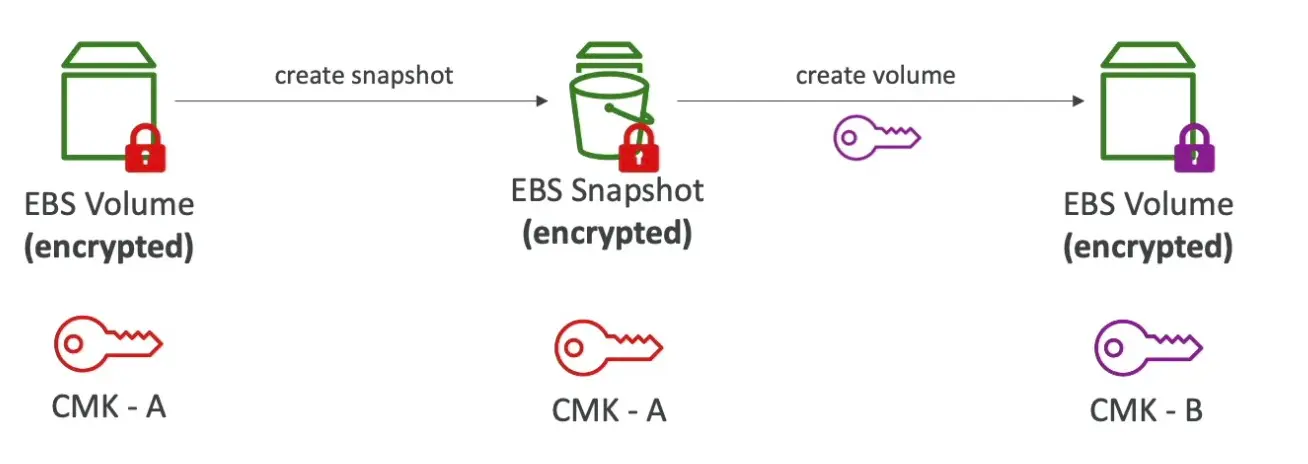 create snapshot
create volume
EBS Volume
(encrypted)
EBS Snapshot
(encrypted)
EBS Volume
(encrypted)
CMK - A
CMK - A
CMK - B